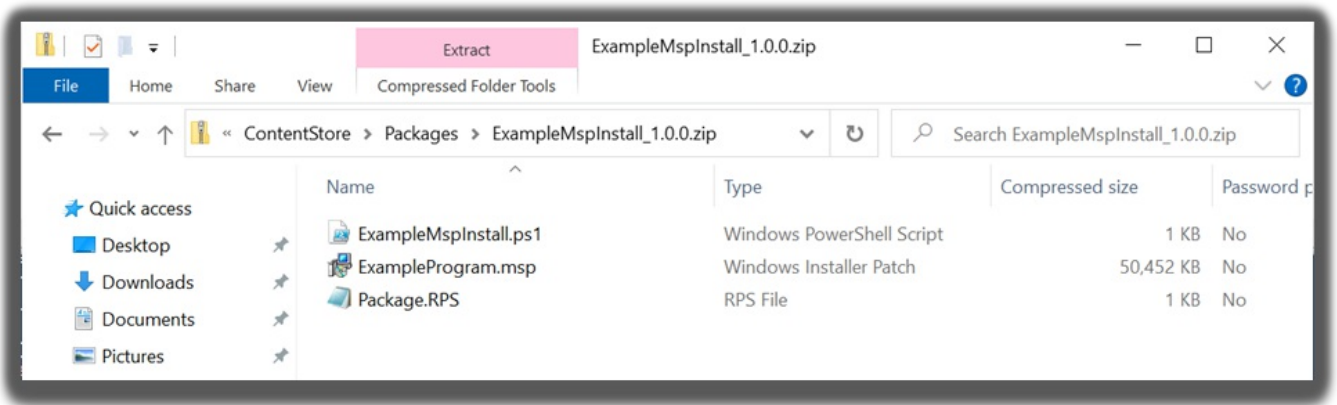 Extract
ExampleMspInstall_1.0.0.zip
File
Home
Share
View
Compressed Folder Tools
?
« ContentStore > Packages > ExampleMspInstall_1.0.0.zip
Search ExampleMspInstall_1.0.0.zip
Name
Type
Compressed size
Password p
Quick access
Desktop
Downloads
Documents
Pictures
ExampleMspInstall.ps1 Windows PowerShell Script 1 KB No
ExampleProgram.msp Windows Installer Patch 50,452 KB No
Package.RPS RPS File 1 KB No